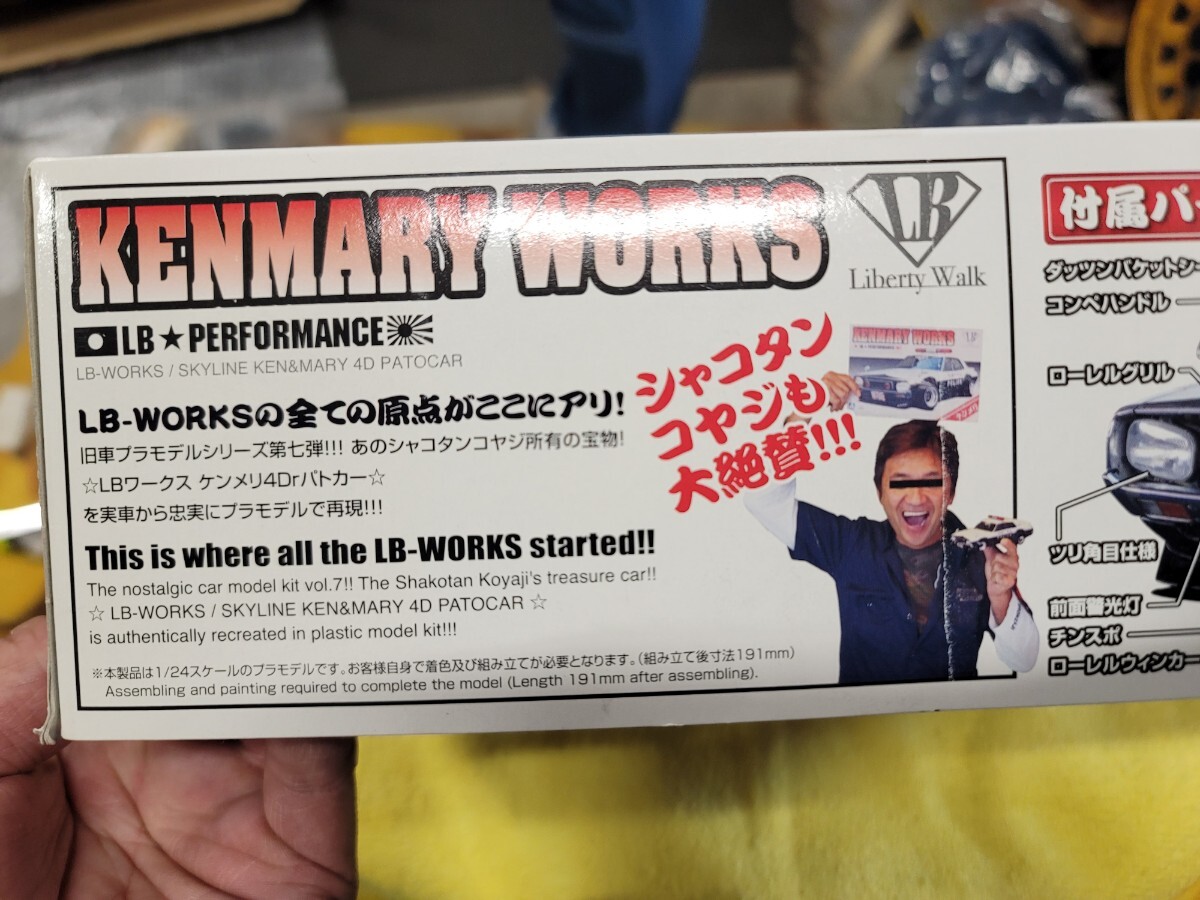 KENMARY WORKS
LB
Liberty Walk
LB★PERFORMANCE
LB-WORKS / SKYLINE KEN&MARY 4D PATOCAR
LB-WORKSの全ての原点がここにアリ!
旧車プラモデルシリーズ第七弾!!! あのシャコタンコヤジ所有の宝物!
☆LBワークス ケンメリ4Drパトカー☆
を実車から忠実にプラモデルで再現!!!
This is where all the LB-WORKS started!!
The nostalgic car model kit vol.7!! The Shakotan Koyaji's treasure car!!
☆ LB-WORKS / SKYLINE KEN&MARY 4D PATOCAR ☆
is authentically recreated in plastic model kit!!!
※本製品は1/24スケールのプラモデルです。お客様自身で着色及び組み立てが必要となります。(組み立て後寸法191mm)
Assembling and painting required to complete the model (Length 191mm after assembling).
シャコタン
コヤジも
大絶賛!!!
KENMARY WORKS
付属パ
ダッツンバケットシー
コンペハンドル
ローレルグリル
ツリ角目仕様
前面警光灯
チンスポ
ローレルウィンカー